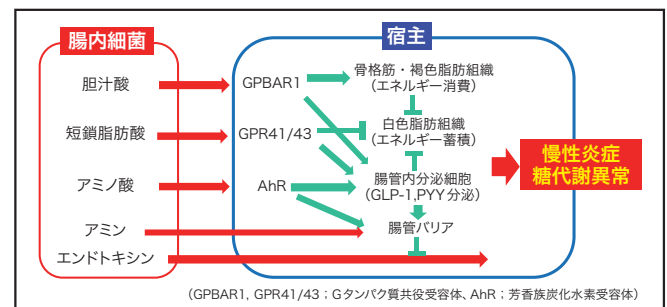 腸内細菌
宿主
胆汁酸
GPBAR1
骨格筋・褐色脂肪組織
(エネルギー消費)
短鎖脂肪酸
GPR41/43
白色脂肪組織
(エネルギー蓄積)
アミノ酸
AhR
腸管内分泌細胞
(GLP-1,PYY分泌)
慢性炎症
糖代謝異常
アミン
腸管バリア
エンドトキシン
(GPBAR1, GPR41/43；Gタンパク質共役受容体、AhR；芳香族炭化水素受容体)